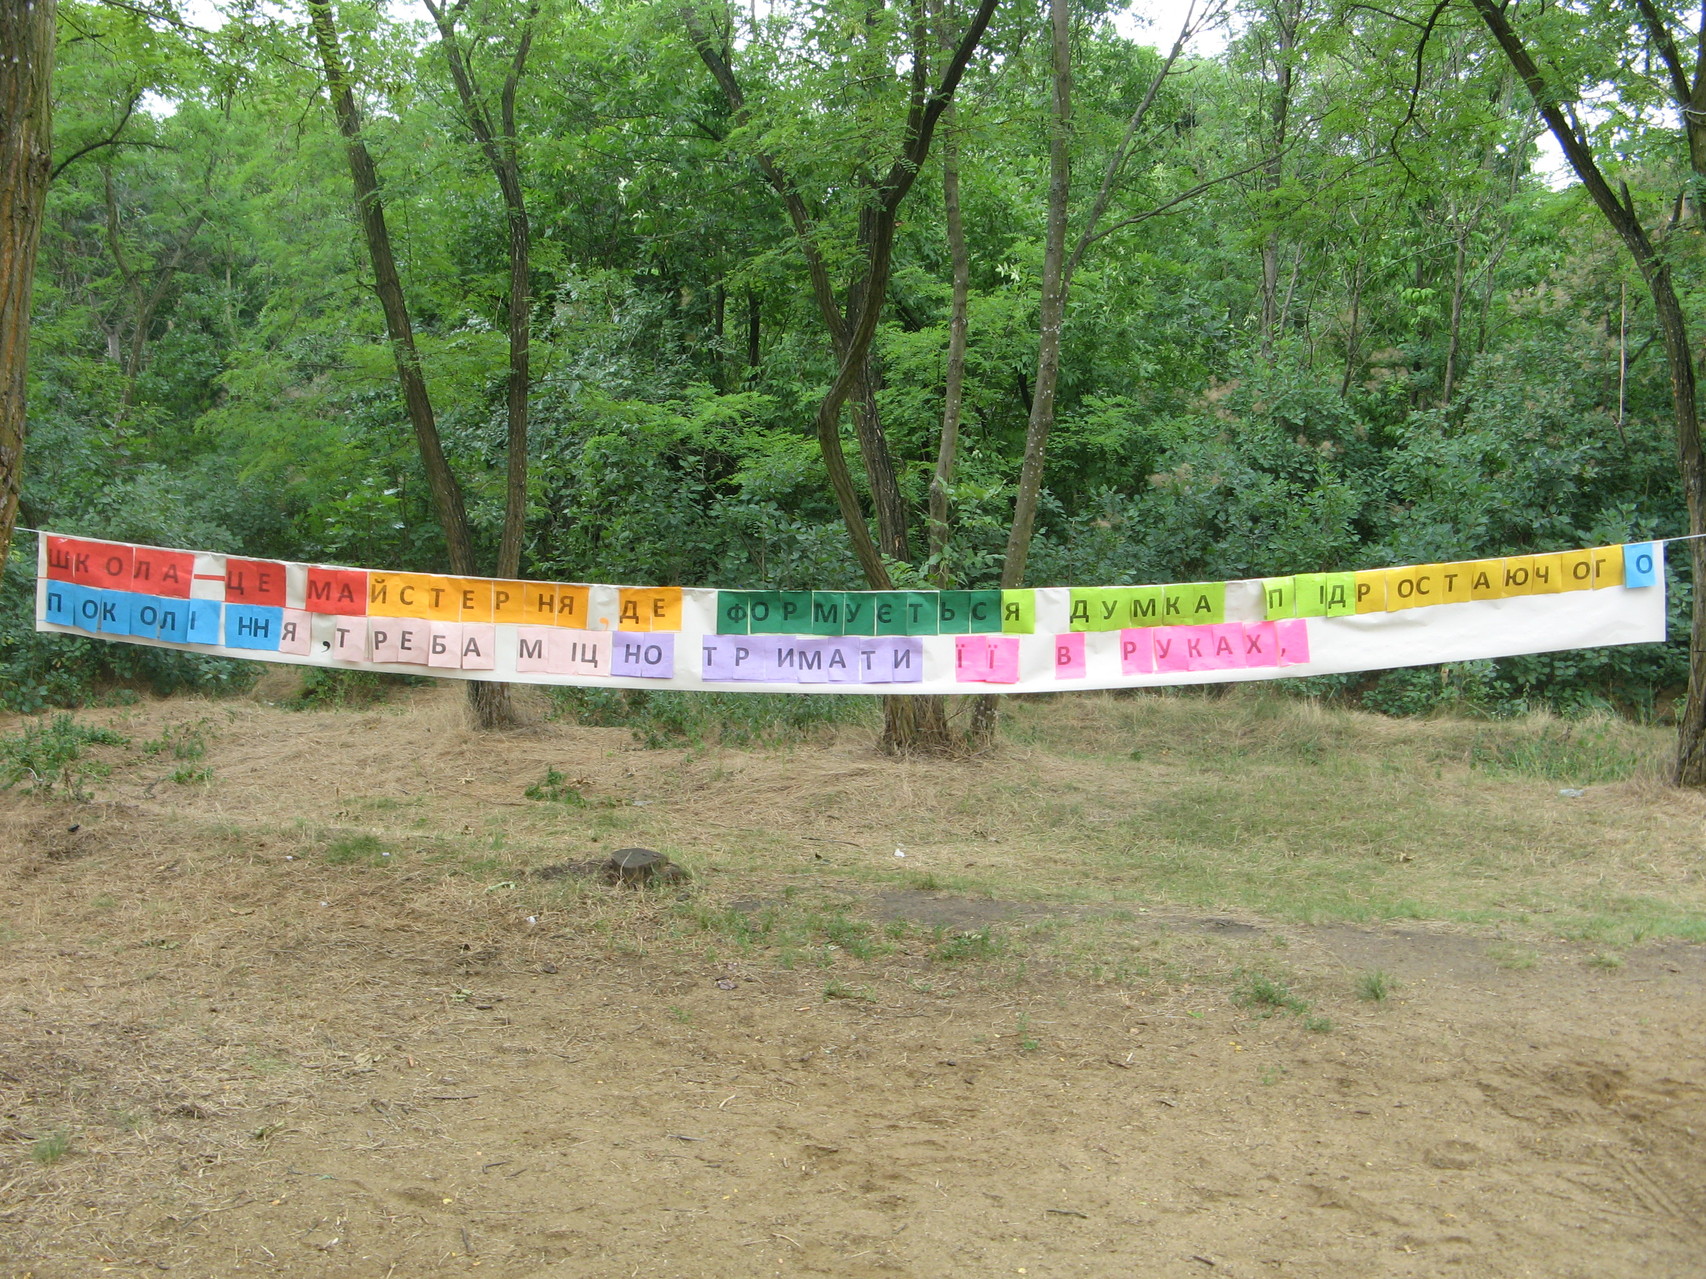 ШКОЛА—ЦЕ МАЙСТЕРНЯ,ДЕ ФОРМУЄТЬСЯ ДУМКА ПІДРОСТАЮЧОГО
ПОКОЛІННЯ,ТРЕБА МІЦНО ТРИМАТИ ЇЇ В РУКАХ,